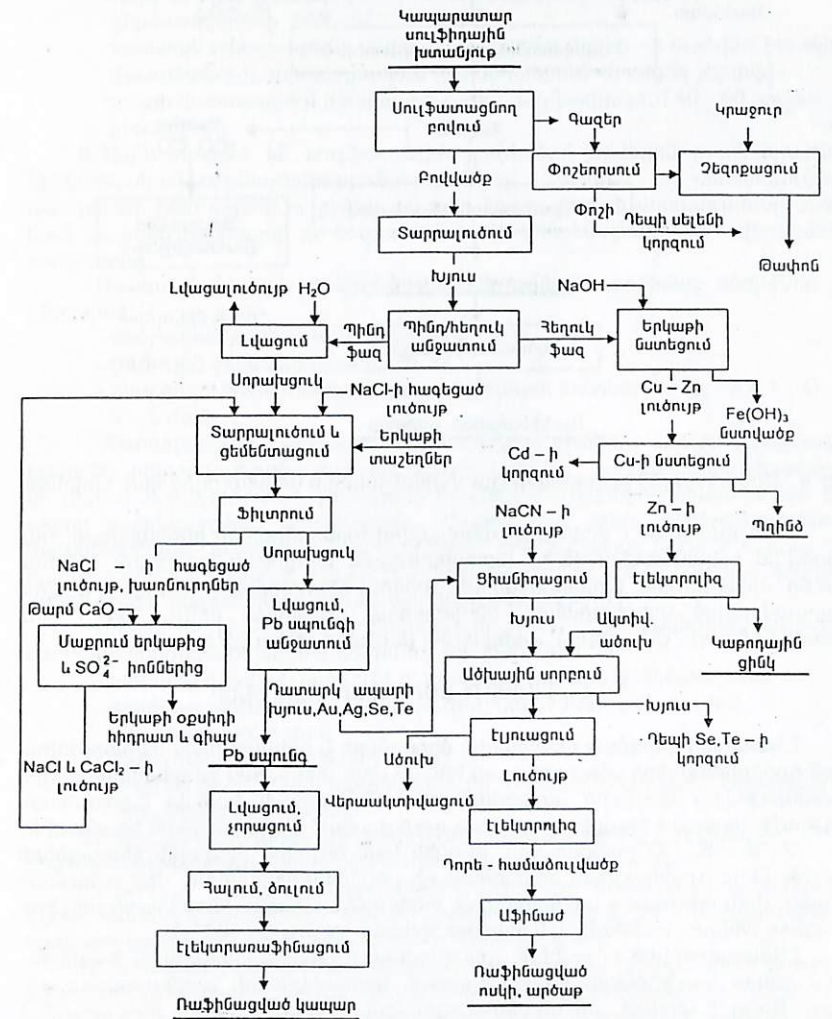 Կապարատար
սուլֆիդային
խտանյութ
Սուլֆատացնող
բովում
Գազեր
Կրաջուր
Փոշեորսում
Չեզոքացում
Բովվածք
Փոշի
Դեպի սելենի
կորզում
Թափոն
Տարրալուծում
Խյուս
Լվացալուծույթ H₂O
NaOH
Լվացում
Պինդ
ֆազ
Պինդ/հեղուկ
անջատում
Հեղուկ
ֆազ
Երկաթի
նստեցում
Մորախցուկ
NaCl-ի հագեցած
լուծույթ
Cu – Zn
լուծույթ
Fe(OH)₃
նստվածք
Տարրալուծում և
ցեմենտացում
Երկաթի
տաշեղներ
Cd – ի
կորզում
Cu-ի նստեցում
Ֆիլտրում
NaCN – ի
լուծույթ
Zn – ի
լուծույթ
Պղինձ
NaCl – ի հագեցած
լուծույթ, խառնուրդներ
Մորախցուկ
Թարմ CaO
Լվացում,
Pb սպունգի
անջատում
Ցիանիդացում
Էլեկտրոլիզ
Մաքրում երկաթից
և SO₄²⁻ իոններից
Խյուս
Ակտիվ.
ածուխ
Կաթոդային
ցինկ
Ածխային սորբում
Երկաթի օքսիդի
հիդրատ և գիպս
Դատարկ ապարի
խյուս, Au, Ag, Se, Te
Էլյուացում
Խյուս
Դեպի Se, Te – ի
կորզում
NaCl և CaCl₂ – ի
լուծույթ
Pb սպունգ
Ածուխ
Վերաակտիվացում
Լուծույթ
Լվացում,
չորացում
Էլեկտրոլիզ
Դորե - համաձուլվածք
Հալում, ձուլում
Աֆինաժ
Էլեկտրառաֆինացում
Ռաֆինացված
ոսկի, արծաթ
Ռաֆինացված կապար